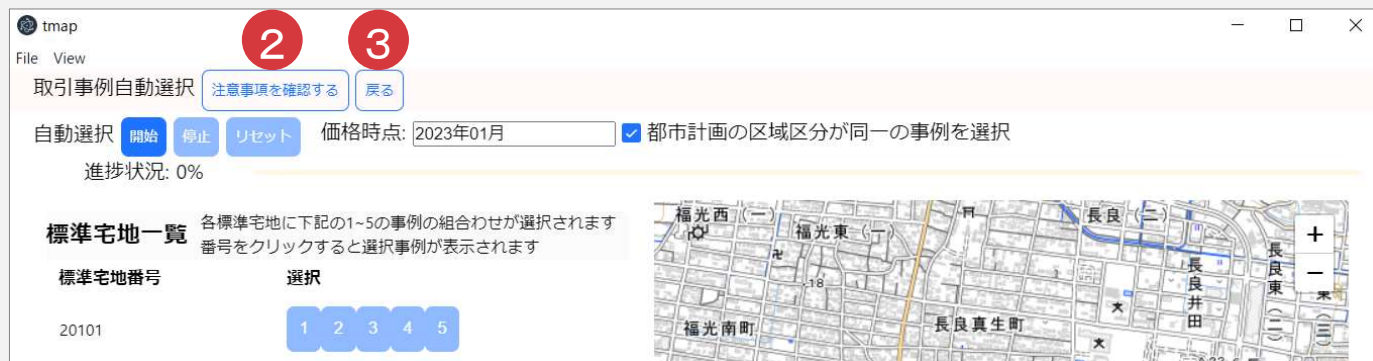 tmap
2 3
File View
取引事例自動選択 注意事項を確認する 戻る
自動選択 開始 停止 リセット 価格時点: 2023年01月 都市計画の区域区分が同一の事例を選択
進捗状況: 0%
標準宅地一覧 各標準宅地に下記の1~5の事例の組合わせが選択されます
番号をクリックすると選択事例が表示されます
標準宅地番号 選択
20101 1 2 3 4 5
福光西(一)
福光東(一)
長良(二)
+
−
長良東(二)
東(三)
長良井田
18
福光南町
長良真生町